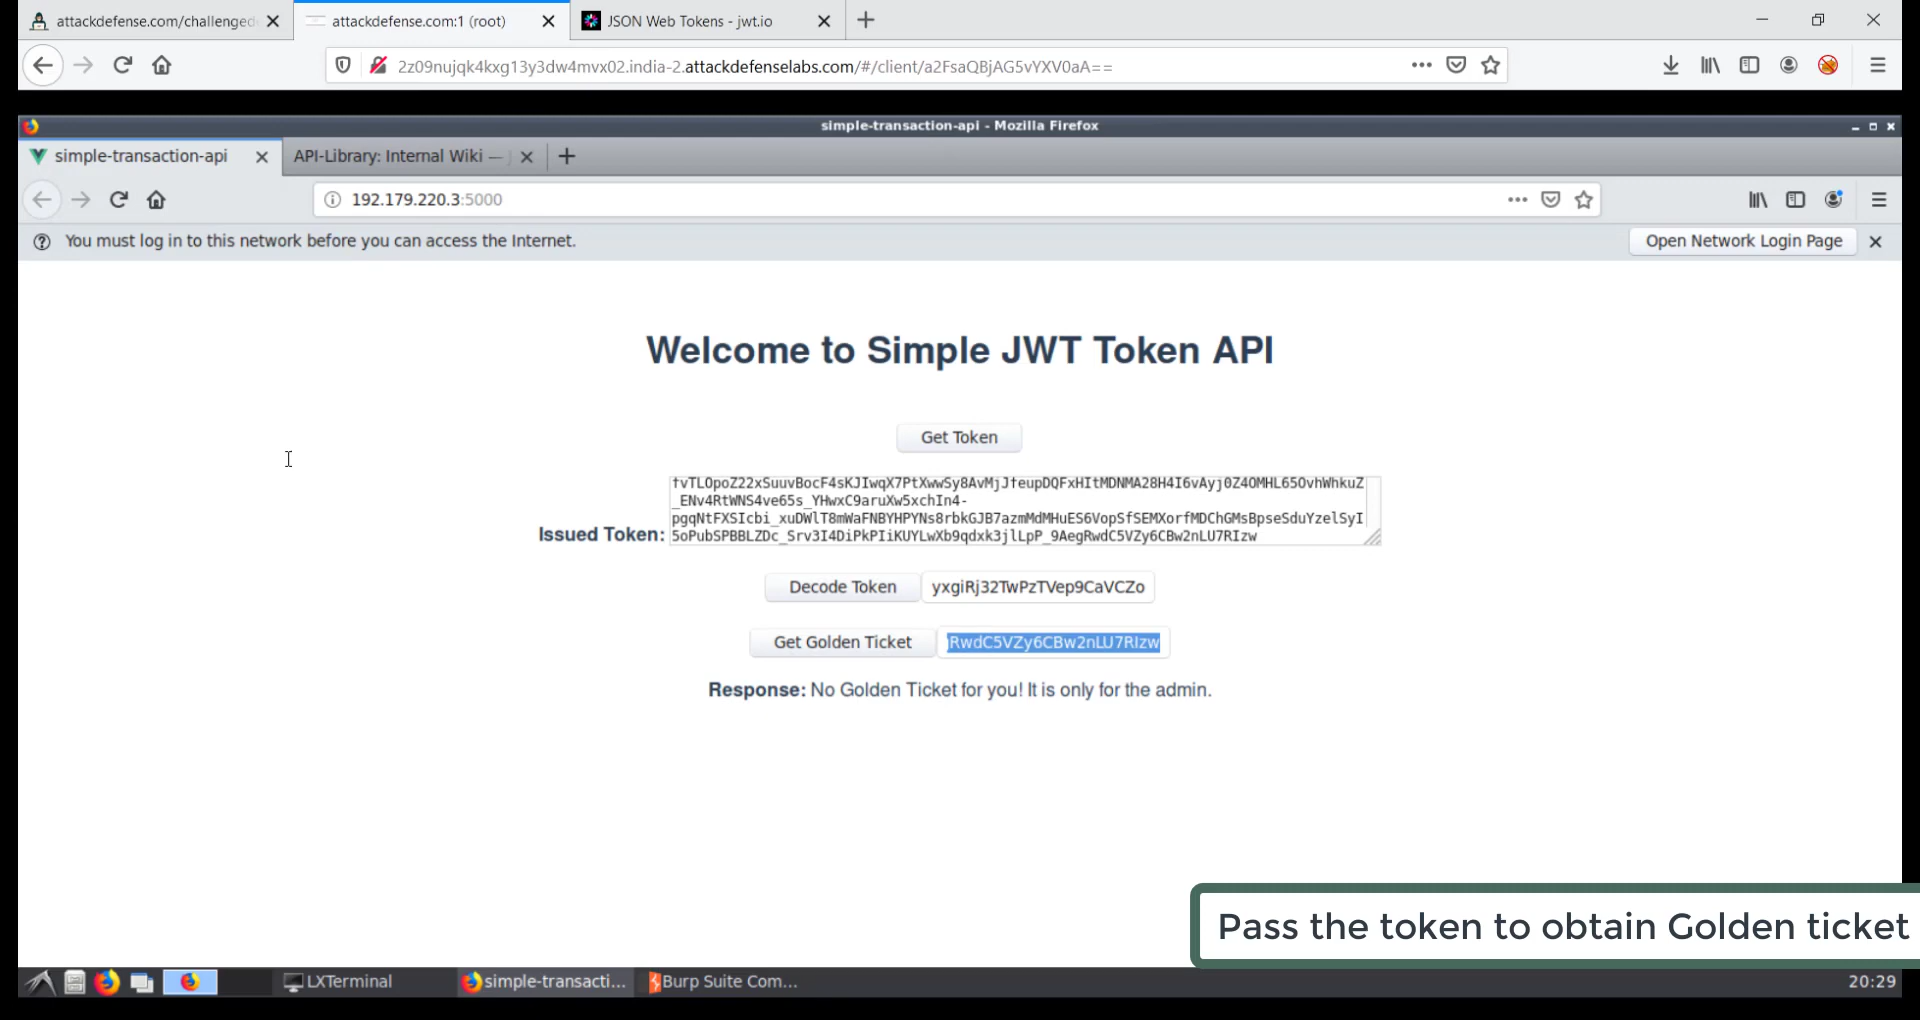 attackdefense.com/challenged
attackdefense.com:1 (root)
JSON Web Tokens - jwt.io
2z09nujqk4kxg13y3dw4mvx02.india-2.attackdefenselabs.com/#/client/a2FsaQBjAG5vYXV0aA==
simple-transaction-api - Mozilla Firefox
simple-transaction-api
API-Library: Internal Wiki —
192.179.220.3:5000
You must log in to this network before you can access the Internet.
Open Network Login Page
Welcome to Simple JWT Token API
Get Token
Issued Token:
fvTLOpoZ22xSuuvBocF4sKJIwqX7PtXwwSy8AvMjJfeupDQFxHItMDNMA28H4I6vAyj0Z4OMHL65OvhWhkuZ
_ENv4RtWNS4ve65s_YHwxC9aruXw5xchIn4-
pgqNtFXSIcbi_xuDWlT8mWaFNBYHPYNs8rbkGJB7azmMdMHuES6VopSfSEMXorfMDChGMsBpseSduYzelSyI
5oPubSPBBLZDc_Srv3I4DiPkPIiKUYLwXb9qdxk3jlLpP_9AegRwdC5VZy6CBw2nLU7RIzw
Decode Token
yxgiRj32TwPzTVep9CaVCZo
Get Golden Ticket
RwdC5VZy6CBw2nLU7RIzw
Response: No Golden Ticket for you! It is only for the admin.
Pass the token to obtain Golden ticket
LXTerminal
simple-transacti...
Burp Suite Com...
20:29